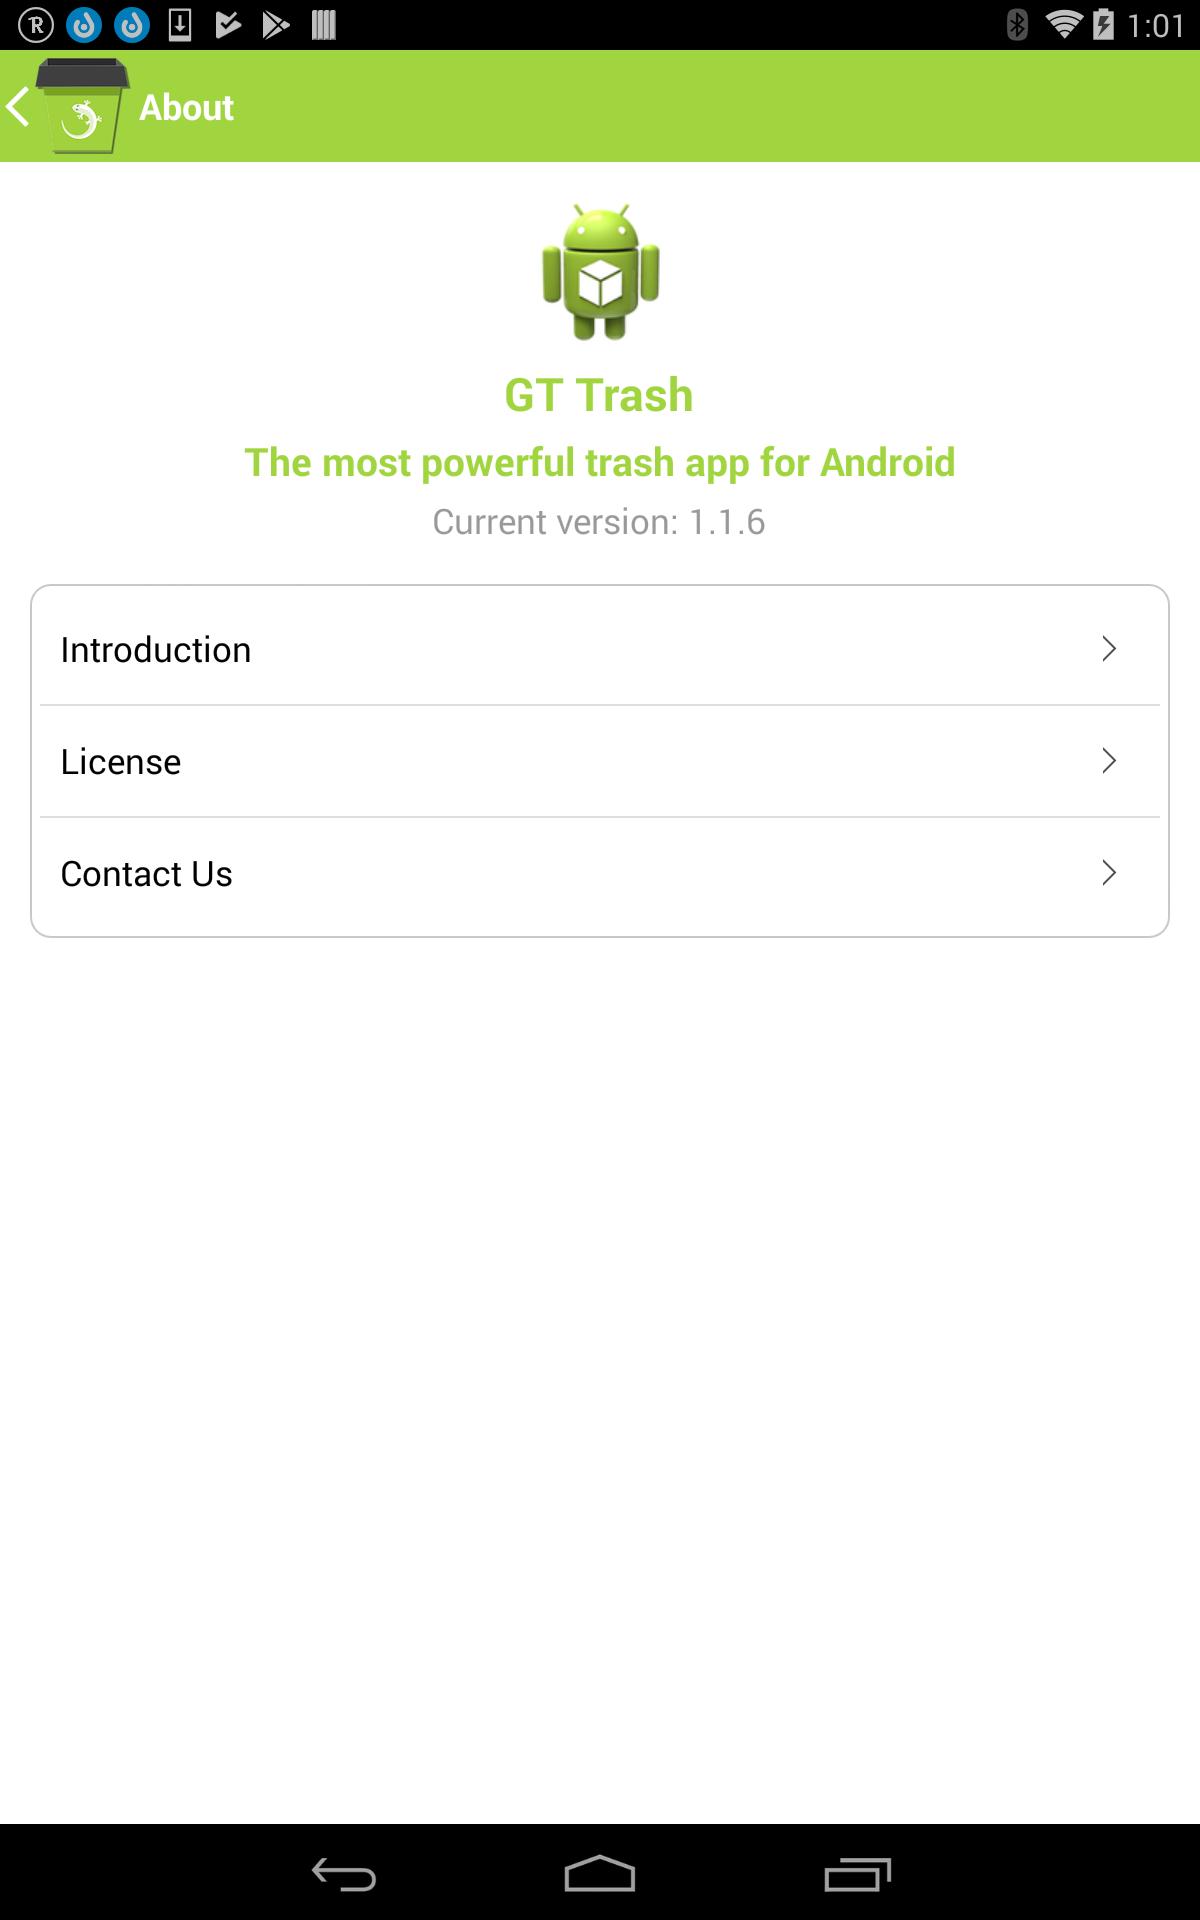 1:01
About
GT Trash
The most powerful trash app for Android
Current version: 1.1.6
Introduction
License
Contact Us